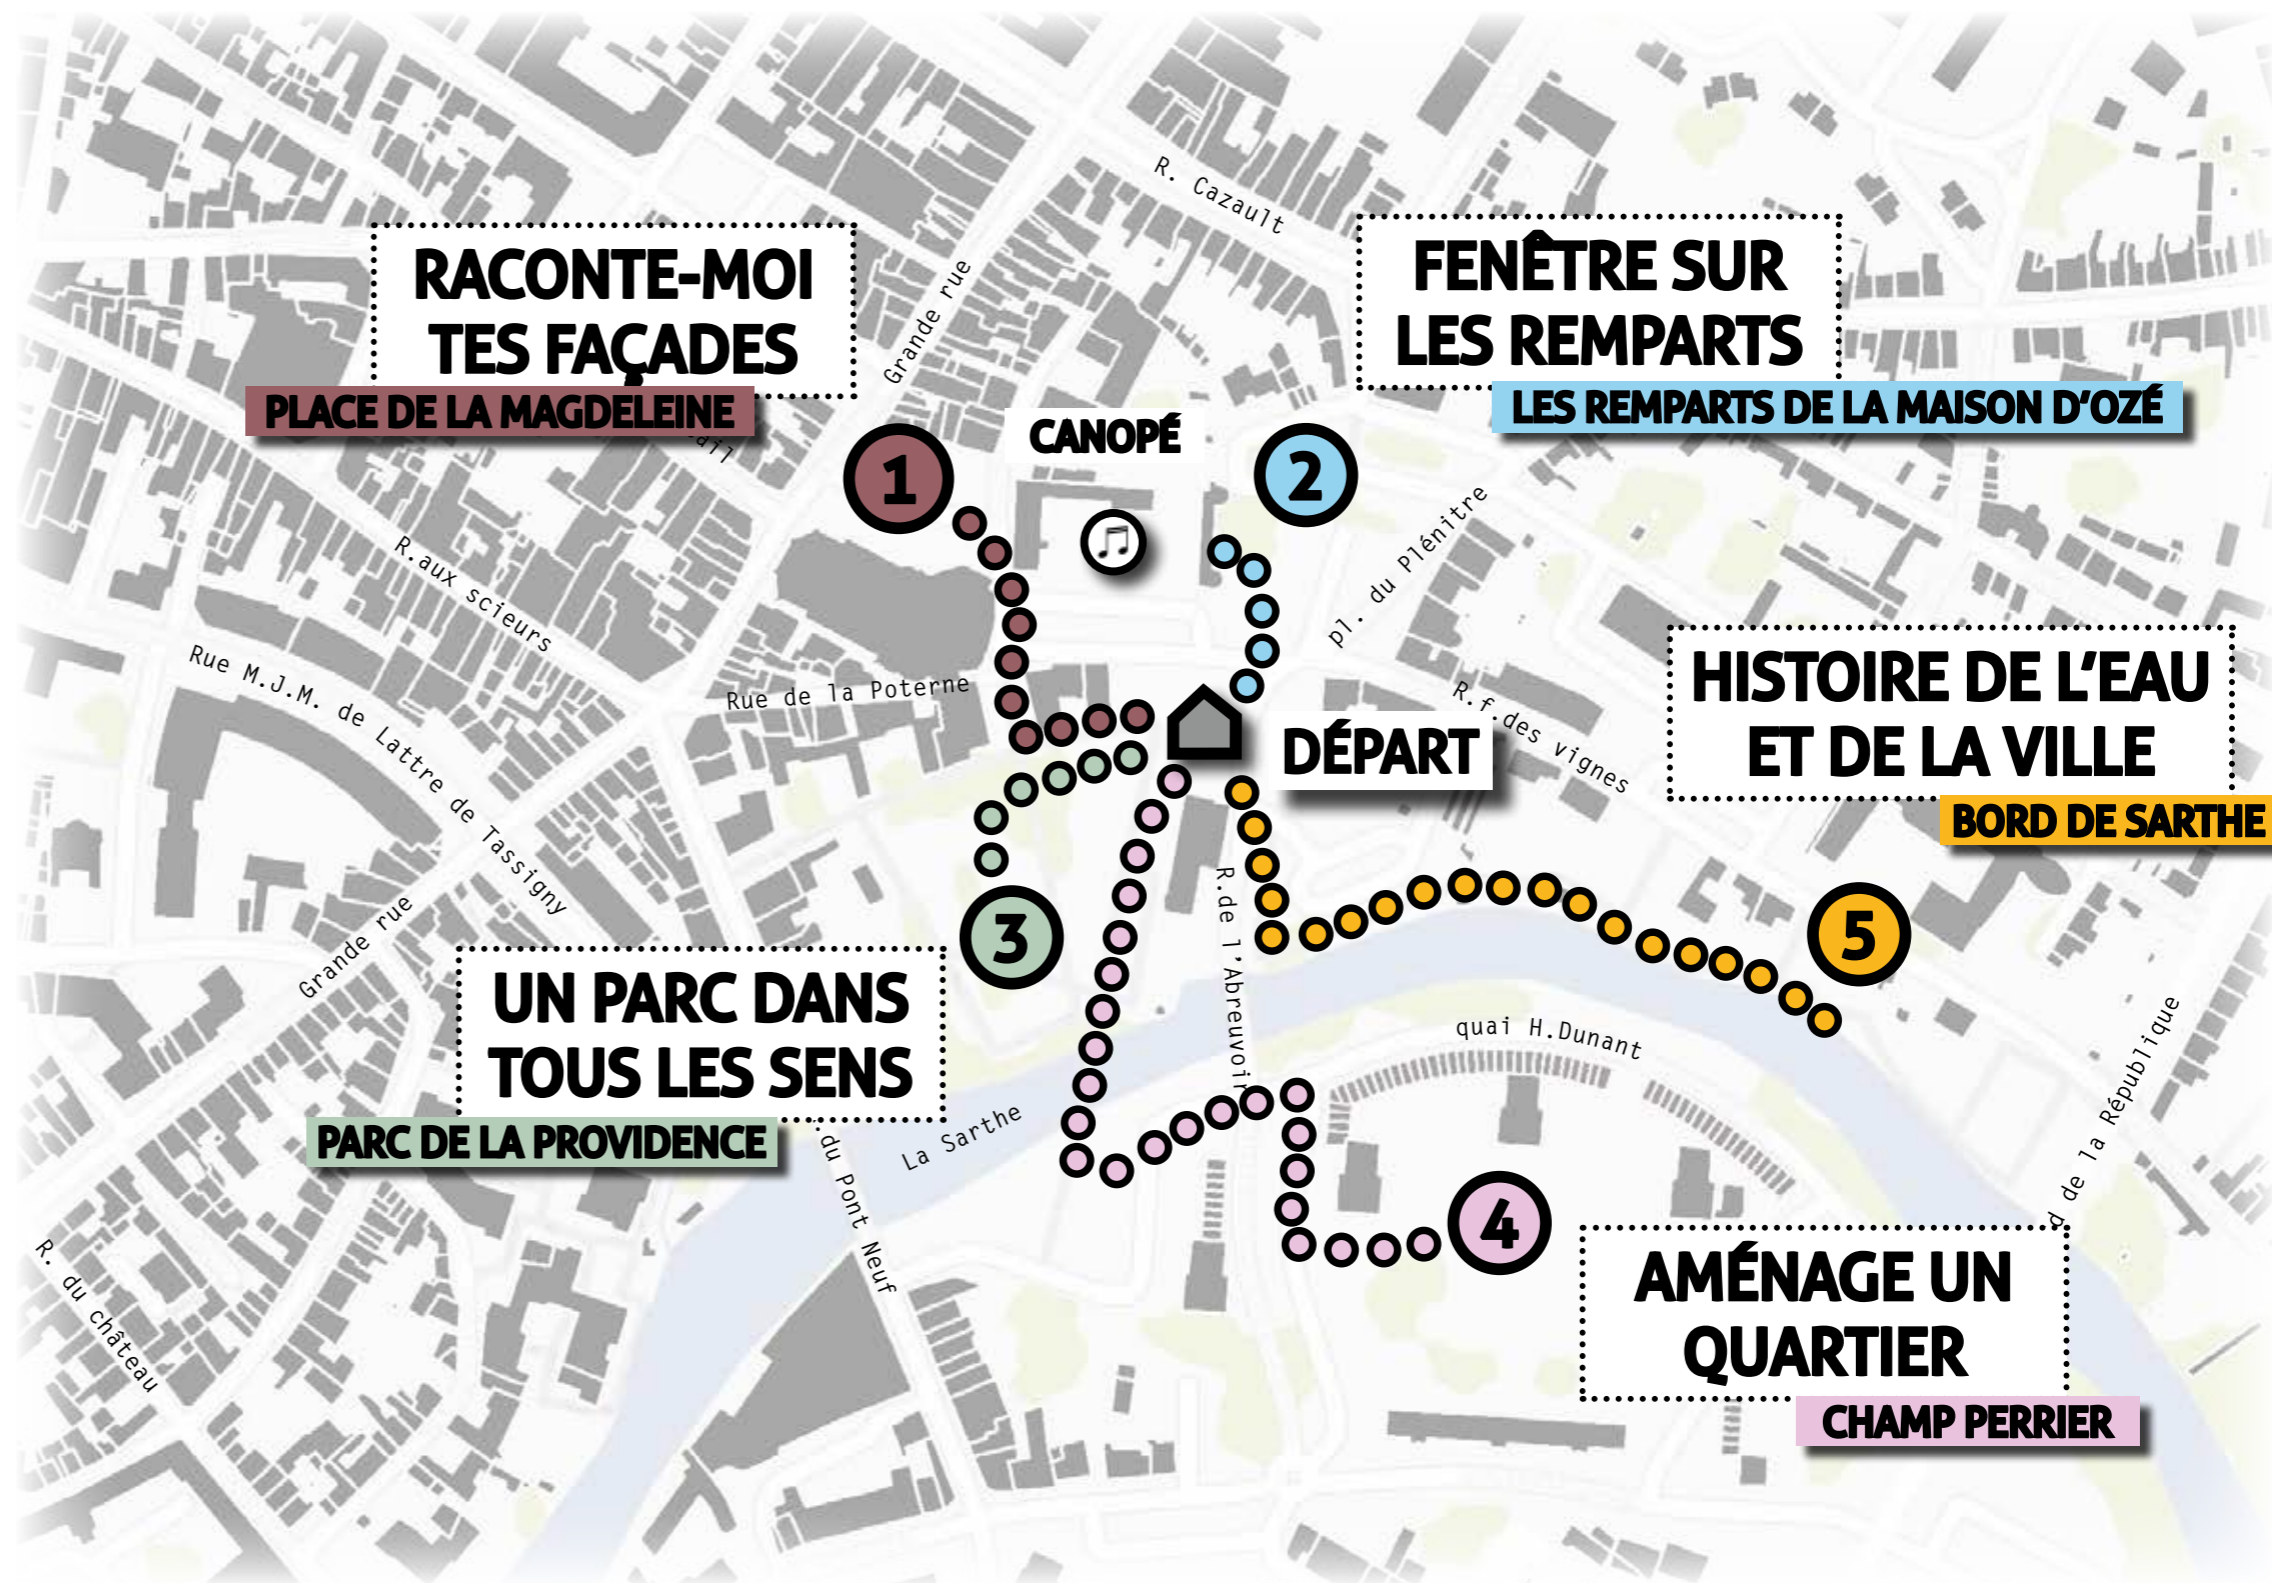 R. Cazault
RACONTE-MOI
TES FAÇADES
PLACE DE LA MAGDELEINE
Grande rue
FENÊTRE SUR
LES REMPARTS
LES REMPARTS DE LA MAISON D'OZÉ
CANOPÉ
1
2
pl. du Plénitre
R.aux scieurs
Rue M.J.M. de Lattre de Tassigny
Rue de la Poterne
DÉPART
R.f.des vignes
HISTOIRE DE L'EAU
ET DE LA VILLE
BORD DE SARTHE
R.de l'Abreuvoir
3
5
Grande rue
UN PARC DANS
TOUS LES SENS
PARC DE LA PROVIDENCE
quai H.Dunant
La Sarthe
du Pont Neuf
d de la République
4
R. du château
AMÉNAGE UN
QUARTIER
CHAMP PERRIER